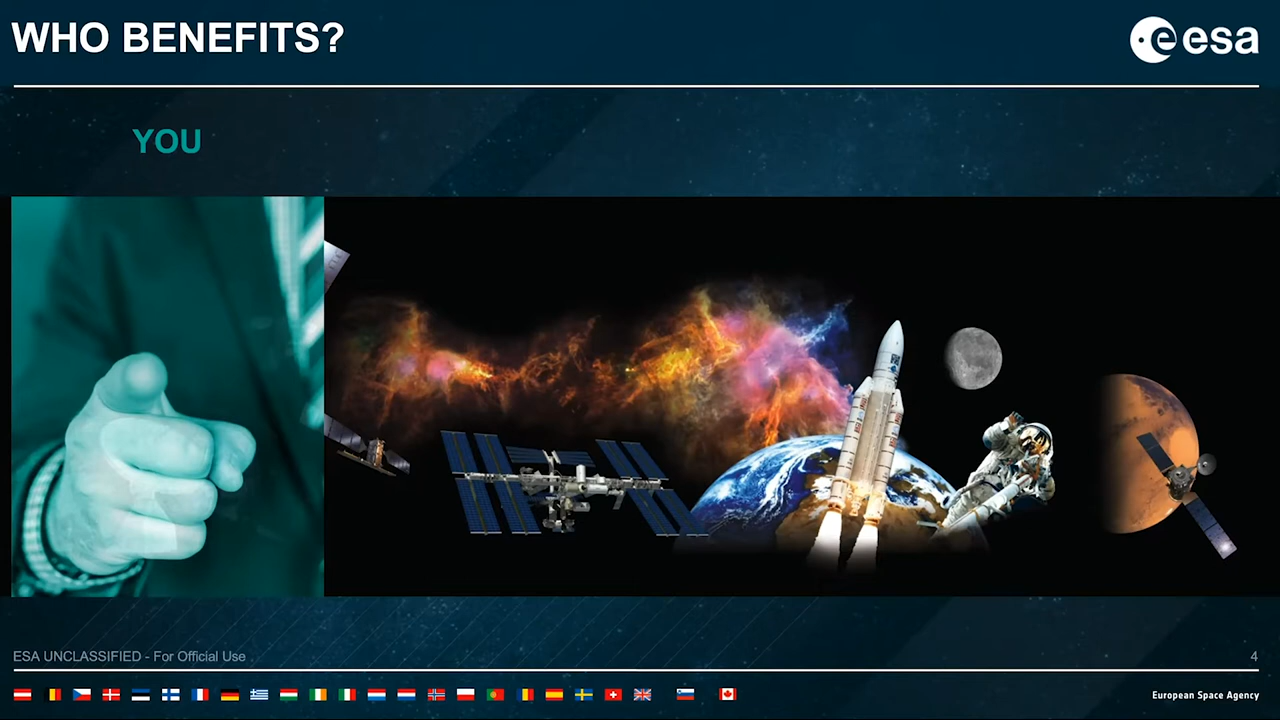 WHO BENEFITS?
esa
YOU
ESA UNCLASSIFIED - For Official Use
4
European Space Agency